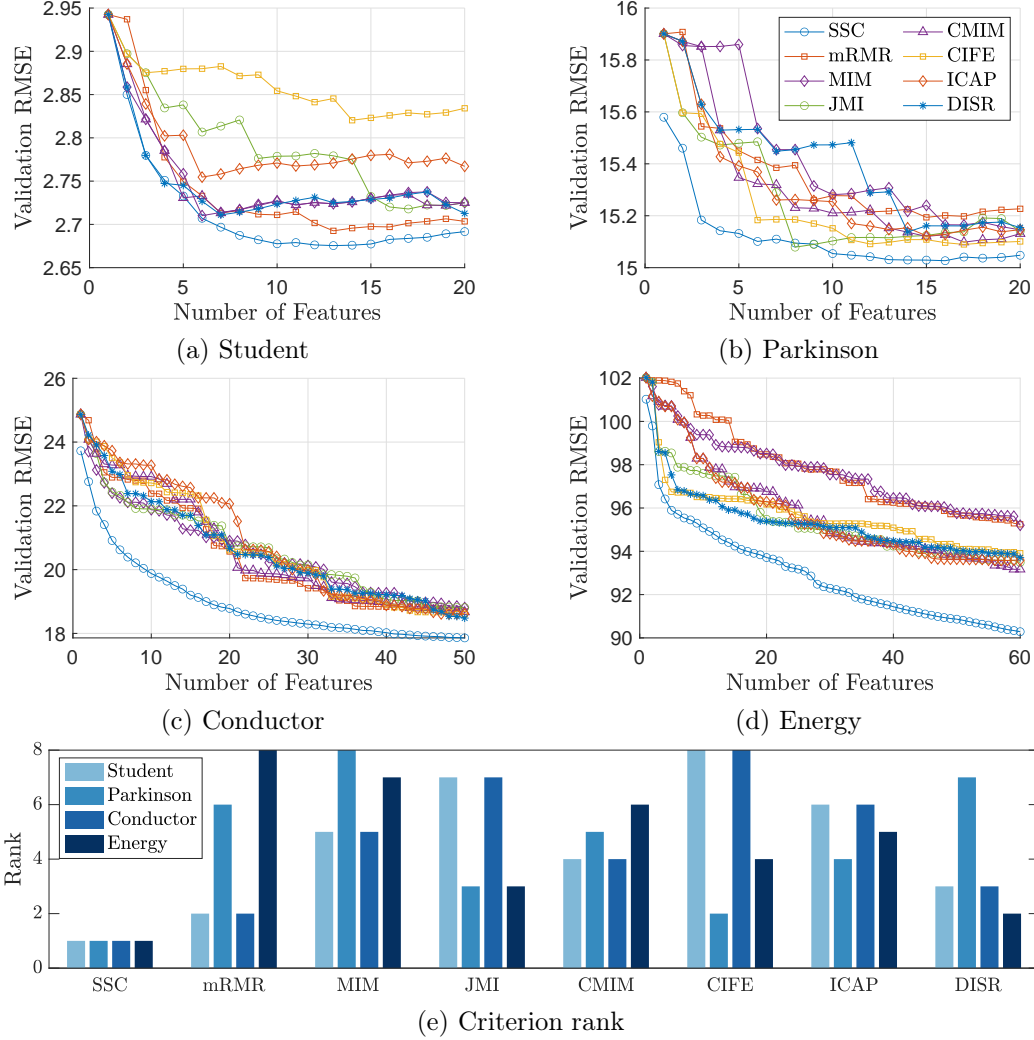 2.95
2.9
2.85
2.8
2.75
2.7
2.65
Validation RMSE
0 5 10 15 20
Number of Features
(a) Student
16
15.8
15.6
15.4
15.2
15
Validation RMSE
SSC
mRMR
MIM
JMI
CMIM
CIFE
ICAP
DISR
0 5 10 15 20
Number of Features
(b) Parkinson
26
24
22
20
18
Validation RMSE
0 10 20 30 40 50
Number of Features
(c) Conductor
102
100
98
96
94
92
90
Validation RMSE
0 20 40 60
Number of Features
(d) Energy
8
6
4
2
0
Rank
Student
Parkinson
Conductor
Energy
SSC mRMR MIM JMI CMIM CIFE ICAP DISR
(e) Criterion rank